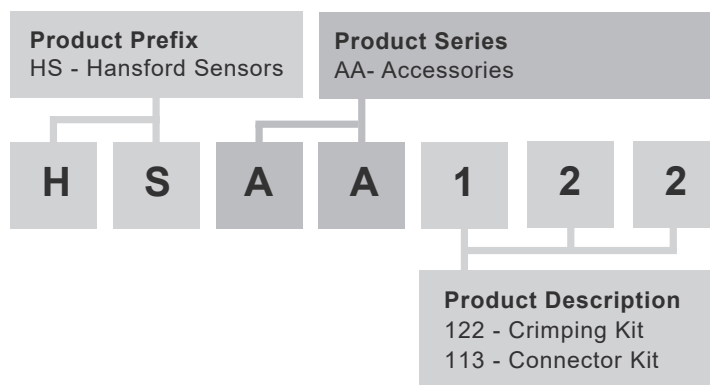 Product Prefix
HS - Hansford Sensors
Product Series
AA- Accessories
H S A A 1 2 2
Product Description
122 - Crimping Kit
113 - Connector Kit